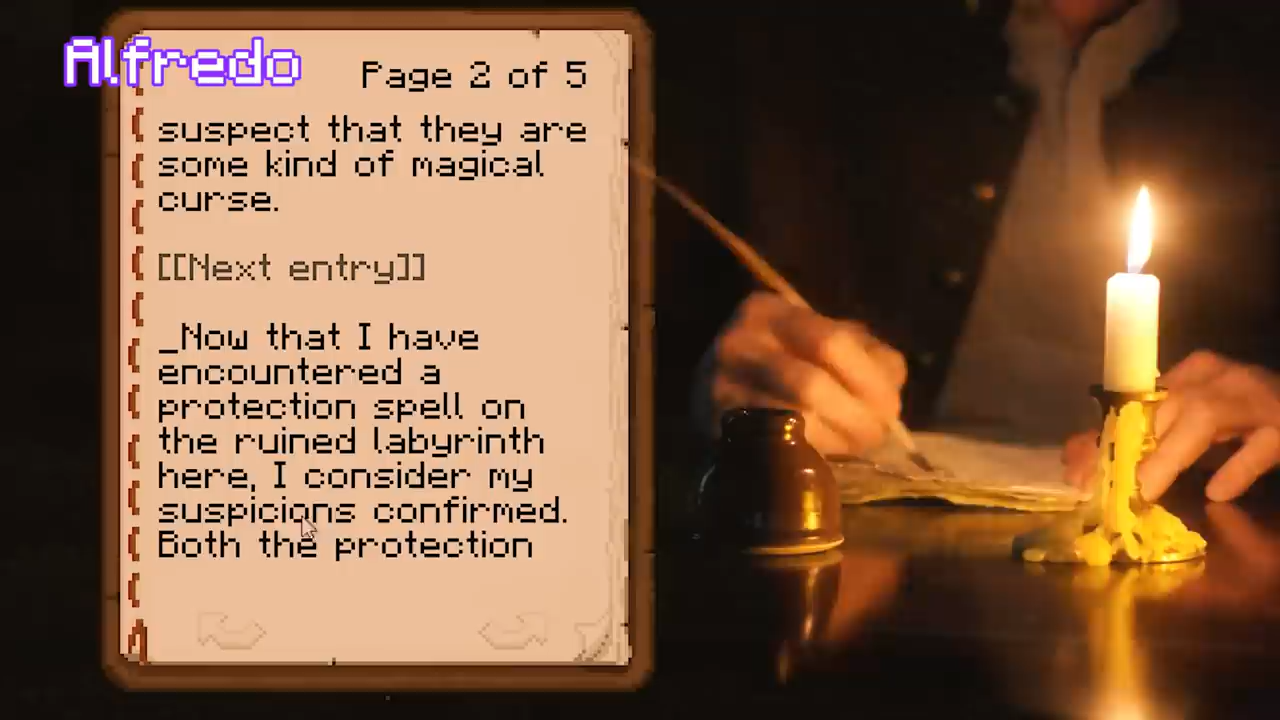 Alfredo
Page 2 of 5
suspect that they are
some kind of magical
curse.
[[Next entry]]
_Now that I have
encountered a
protection spell on
the ruined labyrinth
here, I consider my
suspicions confirmed.
Both the protection